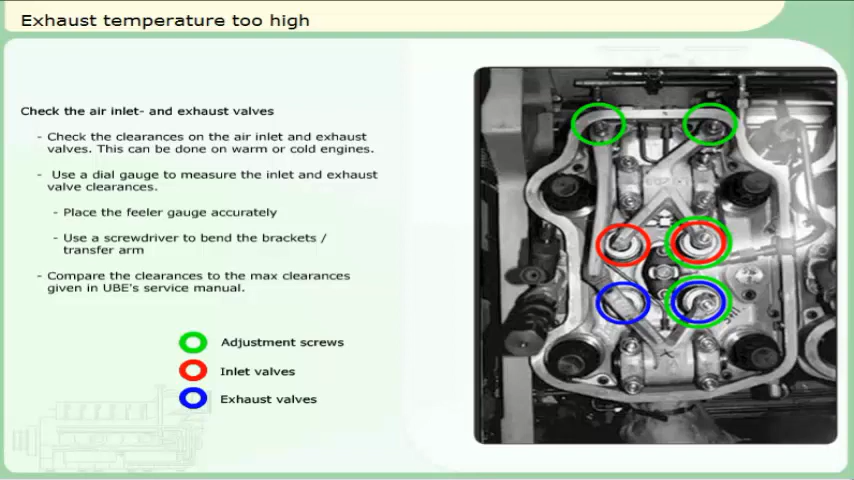 Exhaust temperature too high
Check the air inlet- and exhaust valves
- Check the clearances on the air inlet and exhaust
valves. This can be done on warm or cold engines.
- Use a dial gauge to measure the inlet and exhaust
valve clearances.
- Place the feeler gauge accurately
- Use a screwdriver to bend the brackets /
transfer arm
- Compare the clearances to the max clearances
given in UBE's service manual.
Adjustment screws
Inlet valves
Exhaust valves